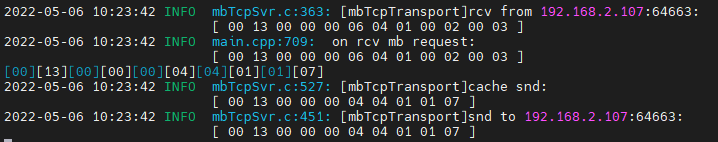 2022-05-06 10:23:42 INFO  mbTcpSvr.c:363: [mbTcpTransport]rcv from 192.168.2.107:64663:
[ 00 13 00 00 00 06 04 01 00 02 00 03 ]
2022-05-06 10:23:42 INFO  main.cpp:709:  on rcv mb request:
[ 00 13 00 00 00 06 04 01 00 02 00 03 ]
[00][13][00][00][00][04][04][01][01][07]
2022-05-06 10:23:42 INFO  mbTcpSvr.c:527: [mbTcpTransport]cache snd:
[ 00 13 00 00 00 04 04 01 01 07 ]
2022-05-06 10:23:42 INFO  mbTcpSvr.c:451: [mbTcpTransport]snd to 192.168.2.107:64663:
[ 00 13 00 00 00 04 04 01 01 07 ]